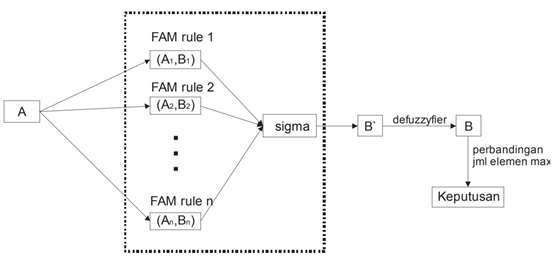 FAM rule 1
(A₁,B₁)
FAM rule 2
(A₂,B₂)
A
sigma
B'
defuzzyfier
B
perbandingan
jml elemen max
FAM rule n
(Aₙ,Bₙ)
Keputusan